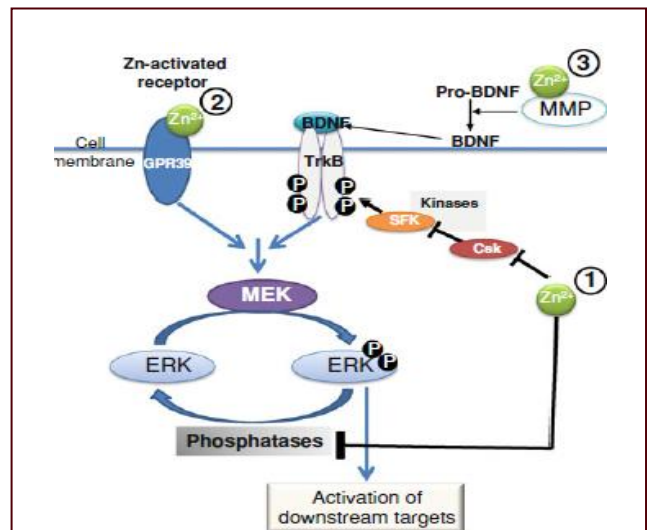 Zn-activated
receptor
Zn²⁺
②
GPR39
Cell
membrane
BDNF
TrkB
P
P
P
P
Pro-BDNF
BDNF
Zn²⁺
③
MMP
Kinases
SFK
Csk
Zn²⁺
①
MEK
ERK
ERK
P
P
Phosphatases
Activation of
downstream targets